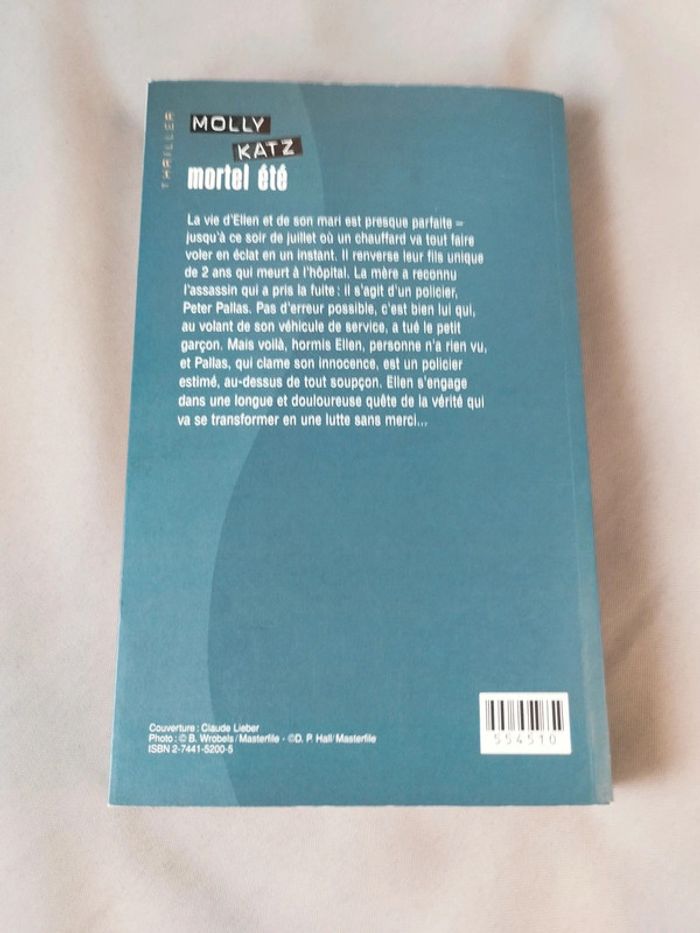 THRILLER
MOLLY
KATZ
mortel été
La vie d'Ellen et de son mari est presque parfaite –
jusqu'à ce soir de juillet où un chauffard va tout faire
voler en éclat en un instant. Il renverse leur fils unique
de 2 ans qui meurt à l'hôpital. La mère a reconnu
l'assassin qui a pris la fuite : il s'agit d'un policier,
Peter Pallas. Pas d'erreur possible, c'est bien lui qui,
au volant de son véhicule de service, a tué le petit
garçon. Mais voilà, hormis Ellen, personne n'a rien vu,
et Pallas, qui clame son innocence, est un policier
estimé, au-dessus de tout soupçon. Ellen s'engage
dans une longue et douloureuse quête de la vérité qui
va se transformer en une lutte sans merci...
Couverture : Claude Lieber
Photo : © B. Wrobels / Masterfile - ©D. P. Hall / Masterfile
ISBN 2-7441-5200-5
554510